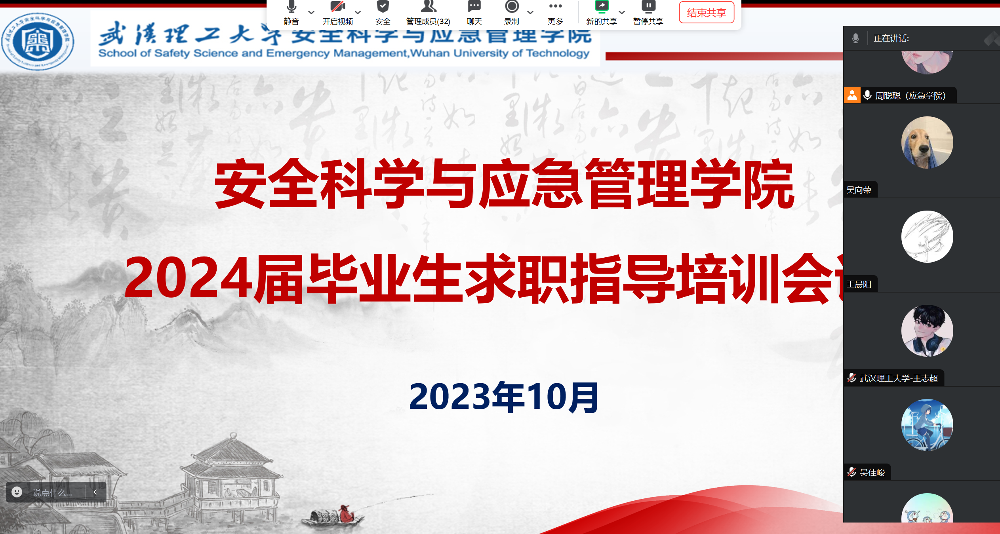 静音
开启视频
安全
管理成员(32)
聊天
录制
更多
新的共享
暂停共享
结束共享
武漢理工大学 安全科学与应急管理学院
School of Safety Science and Emergency Management,Wuhan University of Technology
安全科学与应急管理学院
2024届毕业生求职指导培训会
2023年10月
说点什么...
正在讲话:
周聪聪（应急学院）
吴向荣
王晨阳
武汉理工大学-王志超
吴佳峻